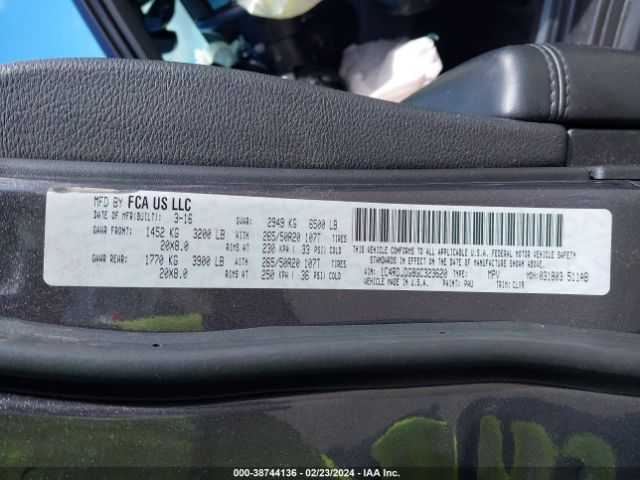 MFD BY FCA US LLC
DATE OF MFR(BUILT): 3-16 GVWR: 2949 KG 6500 LB
GAWR FRONT: 1452 KG 3200 LB WITH 265/50R20 107T TIRES
20X8.0 RIMS AT 230 KPA ( 33 PSI) COLD
GAWR REAR: 1770 KG 3900 LB WITH 265/50R20 107T TIRES
20X8.0 RIMS AT 250 KPA ( 36 PSI) COLD
THIS VEHICLE CONFORMS TO ALL APPLICABLE U.S.A. FEDERAL MOTOR VEHICLE SAFETY
STANDARDS IN EFFECT ON THE DATE OF MANUFACTURE SHOWN ABOVE.
VIN: 1C4RDJDG8GC323620 TYPE: MPV MDH: 031803 511AB
VEHICLE MADE IN U.S.A. PAINT: PAU TRIM: CLX9
000-38744136 - 02/23/2024 - IAA Inc.